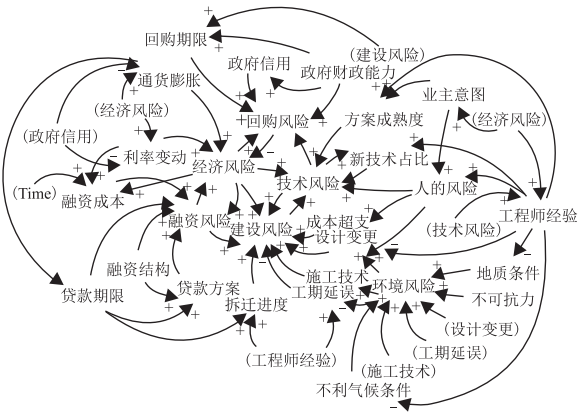 回购期限
(建设风险)
政府信用
政府财政能力
通货膨胀
业主意图
(经济风险)
回购风险
方案成熟度
(经济风险)
(政府信用)
利率变动
经济风险
新技术占比
技术风险
人的风险
(Time)
融资成本
融资风险
建设风险
成本超支
设计变更
(技术风险)
工程师经验
融资结构
施工技术
地质条件
贷款期限
贷款方案
拆迁进度
工期延误
环境风险
不可抗力
(设计变更)
(工程师经验)
(工期延误)
(施工技术)
不利气候条件